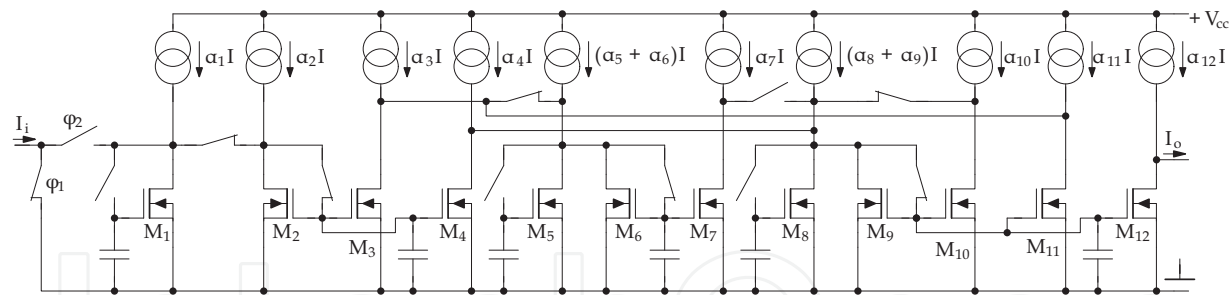 + Vcc
α1I α2I α3I α4I (α5 + α6)I α7I (α8 + α9)I α10I α11I α12I
Ii φ2 Io
φ1
M1 M2 M3 M4 M5 M6 M7 M8 M9 M10 M11 M12